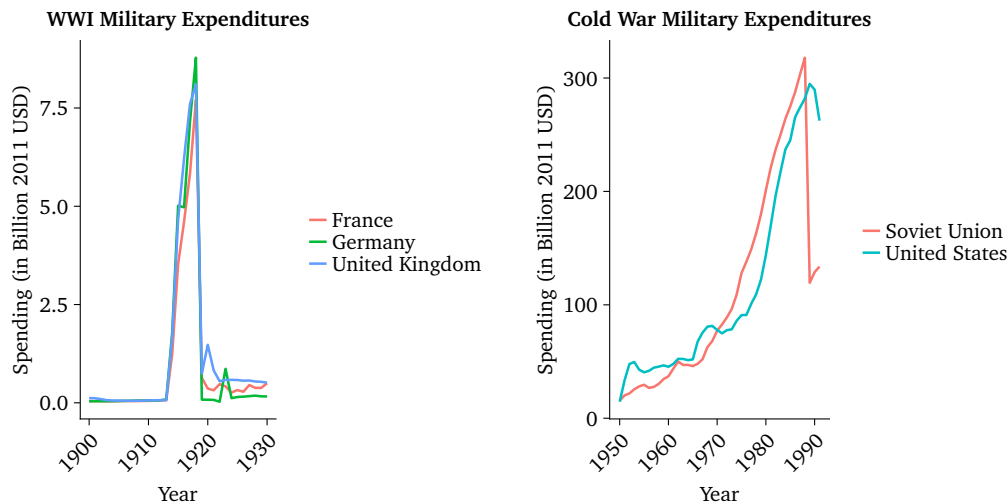 WWI Military Expenditures
Spending (in Billion 2011 USD)
7.5
5.0
2.5
0.0
1900
1910
1920
1930
Year
France
Germany
United Kingdom
Cold War Military Expenditures
Spending (in Billion 2011 USD)
300
200
100
0
1950
1960
1970
1980
1990
Year
Soviet Union
United States